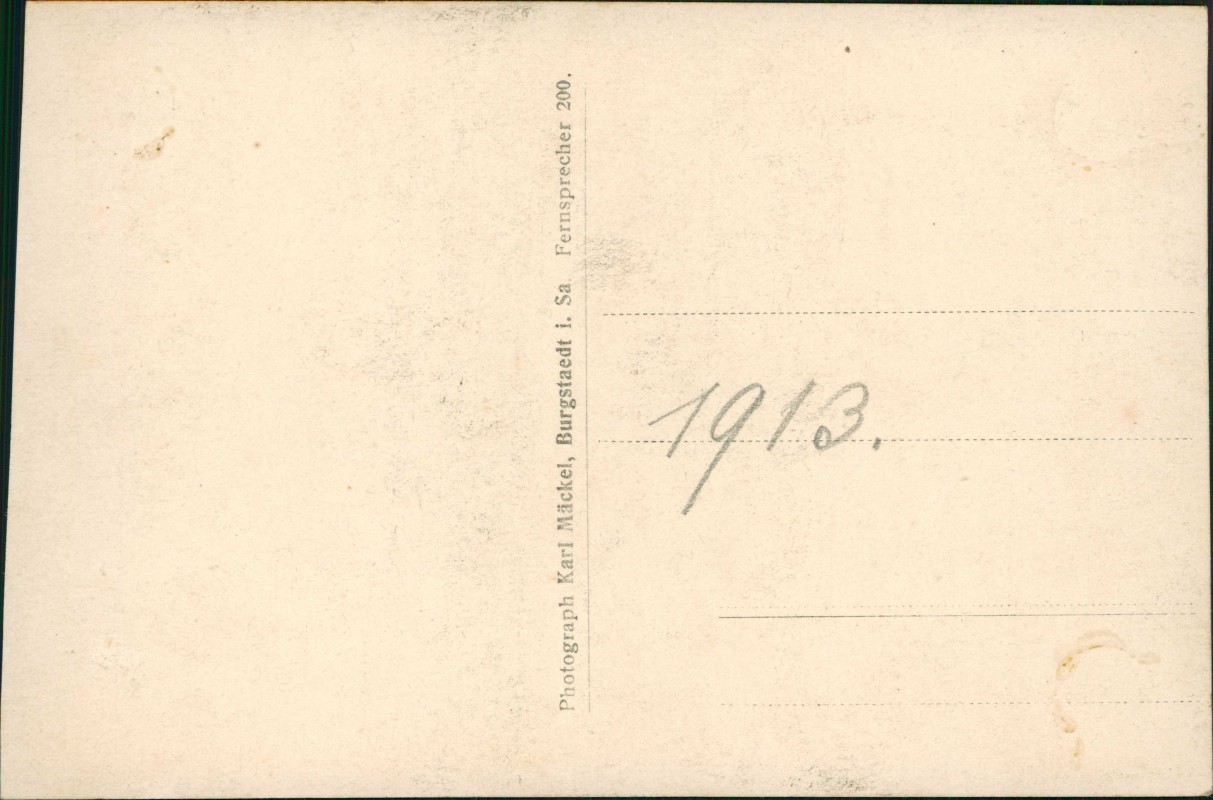 Photograph Karl Mäckel, Burgstaedt i. Sa. Fernsprecher 200.
1913.